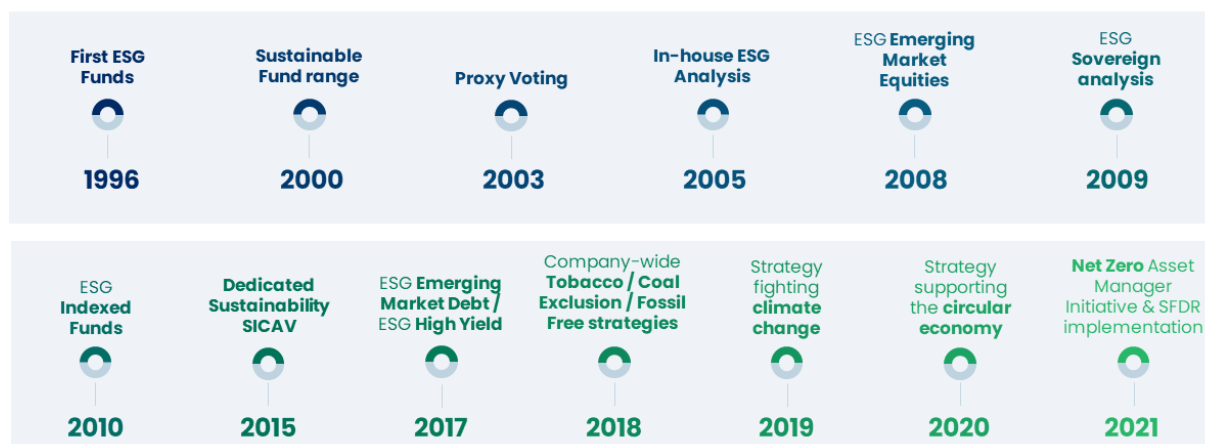 First ESG
Funds
1996
Sustainable
Fund range
2000
Proxy Voting
2003
In-house ESG
Analysis
2005
ESG Emerging
Market
Equities
2008
ESG
Sovereign
analysis
2009
ESG
Indexed
Funds
2010
Dedicated
Sustainability
SICAV
2015
ESG Emerging
Market Debt /
ESG High Yield
2017
Company-wide
Tobacco / Coal
Exclusion / Fossil
Free strategies
2018
Strategy
fighting
climate
change
2019
Strategy
supporting
the circular
economy
2020
Net Zero Asset
Manager
Initiative & SFDR
implementation
2021